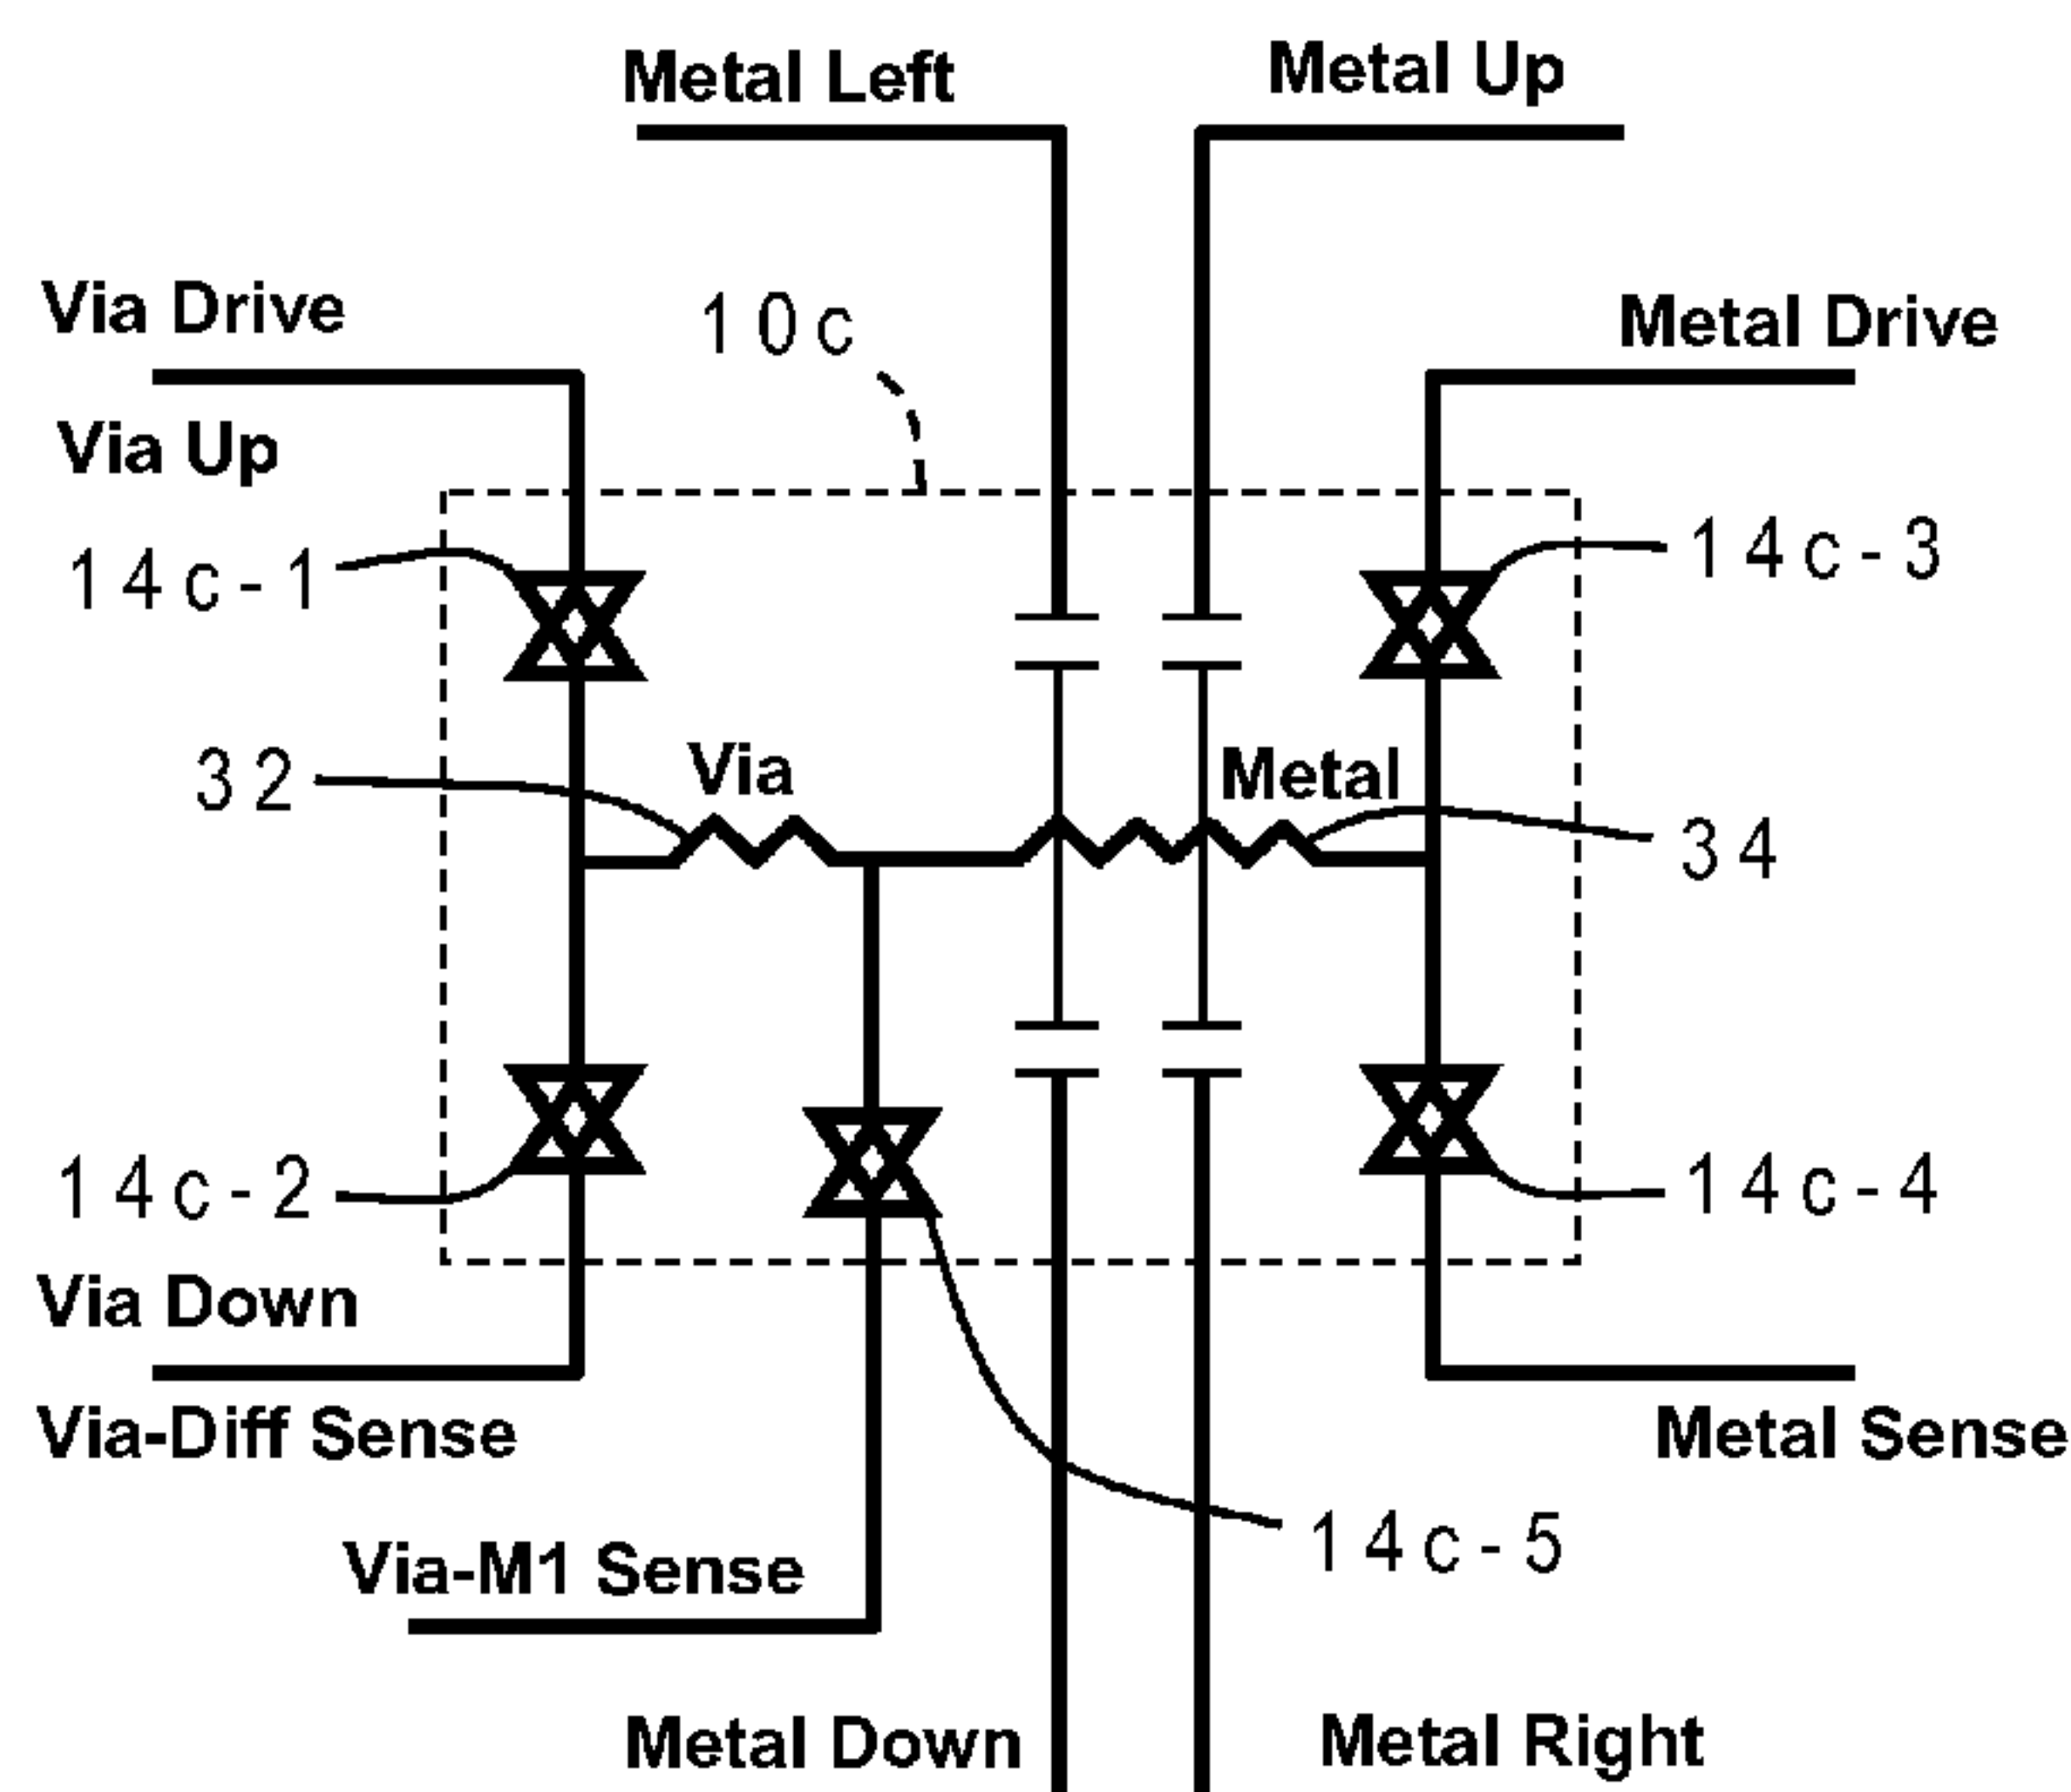 Metal Left
Metal Up
Via Drive
10c
Metal Drive
Via Up
14c-1
14c-3
32
Via
Metal
34
14c-2
14c-4
Via Down
Via-Diff Sense
Metal Sense
Via-M1 Sense
14c-5
Metal Down
Metal Right